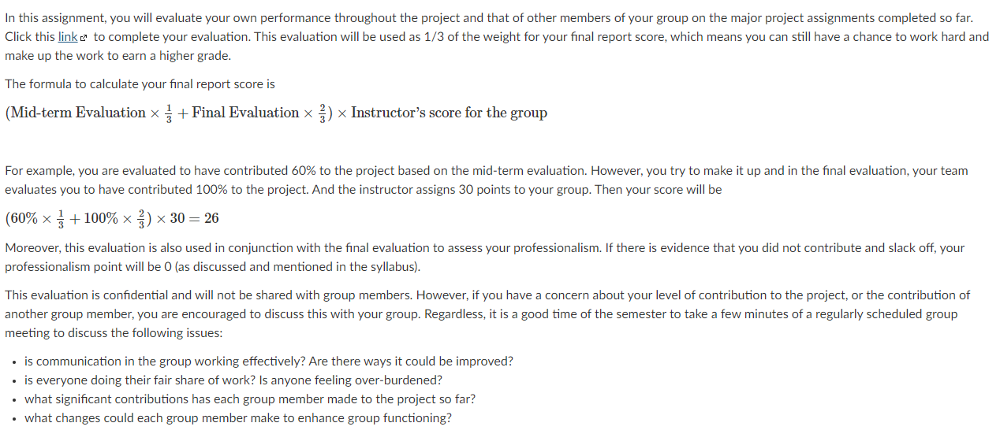 In this assignment, you will evaluate your own performance throughout the project and that of other members of your group on the major project assignments completed so far.
Click this link to complete your evaluation. This evaluation will be used as 1/3 of the weight for your final report score, which means you can still have a chance to work hard and
make up the work to earn a higher grade.
The formula to calculate your final report score is
(Mid-term Evaluation × 1/3 + Final Evaluation × 2/3) × Instructor's score for the group
For example, you are evaluated to have contributed 60% to the project based on the mid-term evaluation. However, you try to make it up and in the final evaluation, your team
evaluates you to have contributed 100% to the project. And the instructor assigns 30 points to your group. Then your score will be
(60% × 1/3 + 100% × 2/3) × 30 = 26
Moreover, this evaluation is also used in conjunction with the final evaluation to assess your professionalism. If there is evidence that you did not contribute and slack off, your
professionalism point will be 0 (as discussed and mentioned in the syllabus).
This evaluation is confidential and will not be shared with group members. However, if you have a concern about your level of contribution to the project, or the contribution of
another group member, you are encouraged to discuss this with your group. Regardless, it is a good time of the semester to take a few minutes of a regularly scheduled group
meeting to discuss the following issues:
• is communication in the group working effectively? Are there ways it could be improved?
• is everyone doing their fair share of work? Is anyone feeling over-burdened?
• what significant contributions has each group member made to the project so far?
• what changes could each group member make to enhance group functioning?